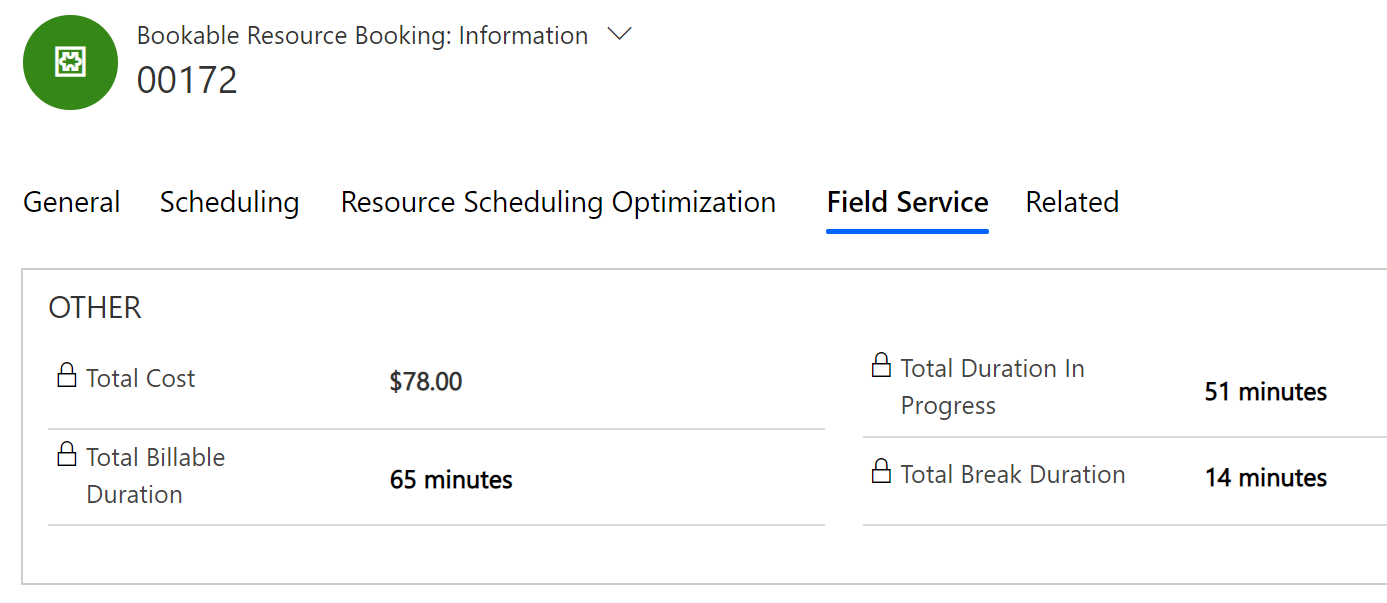 Bookable Resource Booking: Information
00172
General Scheduling Resource Scheduling Optimization Field Service Related
OTHER
Total Cost $78.00
Total Billable
Duration
65 minutes
Total Duration In
Progress
51 minutes
Total Break Duration 14 minutes